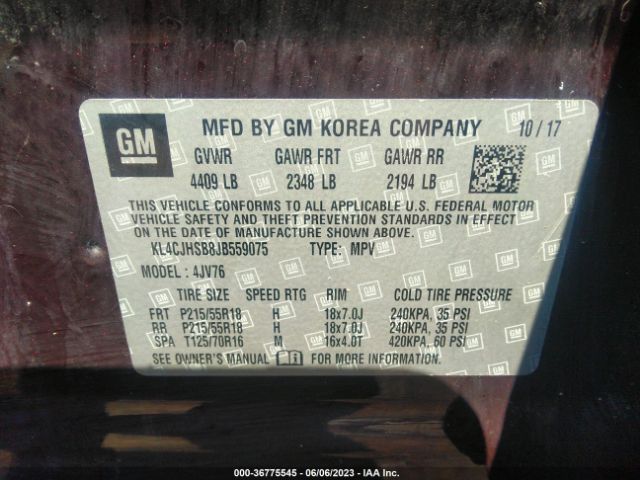 GM MFD BY GM KOREA COMPANY 10/17
GVWR GAWR FRT GAWR RR
4409 LB 2348 LB 2194 LB
THIS VEHICLE CONFORMS TO ALL APPLICABLE U.S. FEDERAL MOTOR
VEHICLE SAFETY AND THEFT PREVENTION STANDARDS IN EFFECT
ON THE DATE OF MANUFACTURE SHOWN ABOVE.
KL4CJHSB8JB559075 TYPE: MPV
MODEL: 4JV76
TIRE SIZE SPEED RTG RIM COLD TIRE PRESSURE
FRT P215/55R18 H 18x7.0J 240KPA, 35 PSI
RR P215/55R18 H 18x7.0J 240KPA, 35 PSI
SPA T125/70R16 M 16x4.0T 420KPA, 60 PSI
SEE OWNER'S MANUAL FOR MORE INFORMATION
000-36775545 - 06/06/2023 - IAA Inc.